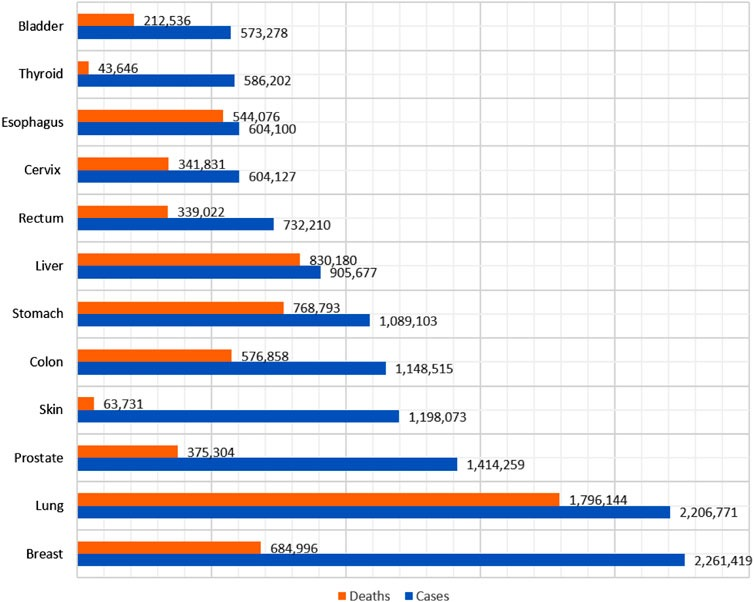 Bladder
212,536
573,278
Thyroid
43,646
586,202
Esophagus
544,076
604,100
Cervix
341,831
604,127
Rectum
339,022
732,210
Liver
830,180
905,677
Stomach
768,793
1,089,103
Colon
576,858
1,148,515
Skin
63,731
1,198,073
Prostate
375,304
1,414,259
Lung
1,796,144
2,206,771
Breast
684,996
2,261,419
Deaths Cases